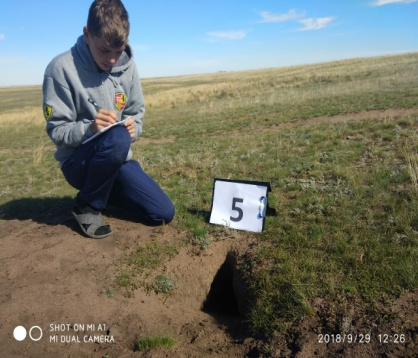 5
SHOT ON MI A1
MI DUAL CAMERA
2018/9/29 12:26